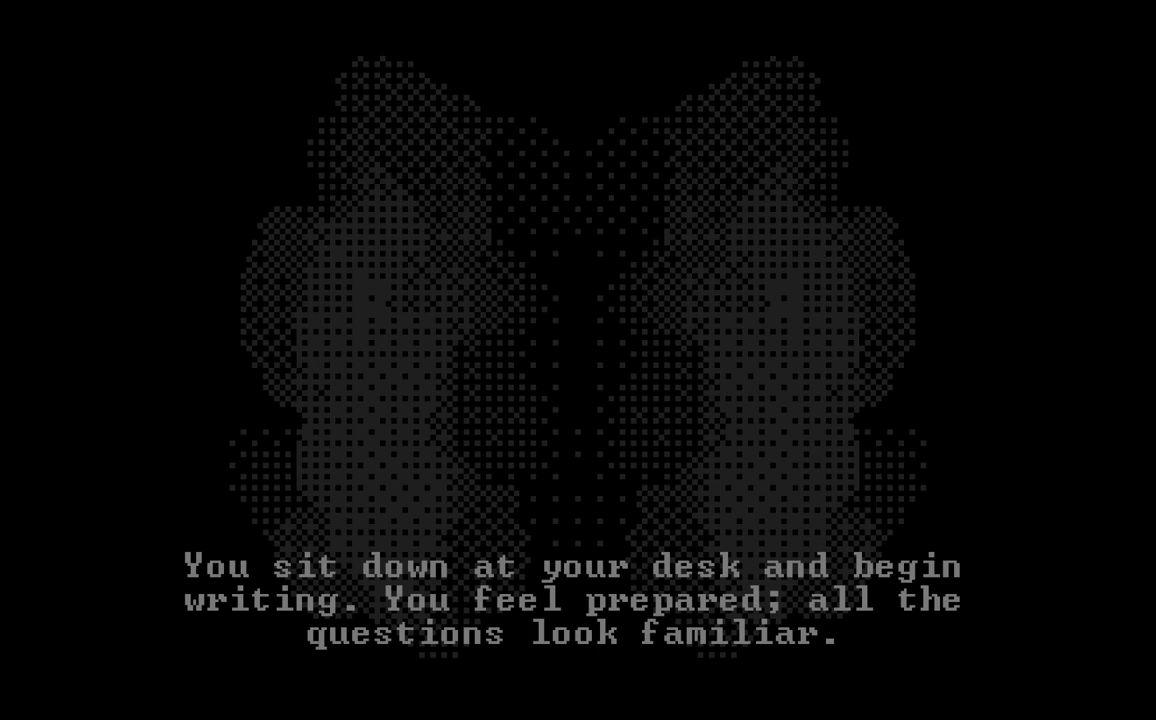 You sit down at your desk and begin
writing. You feel prepared; all the
questions look familiar.